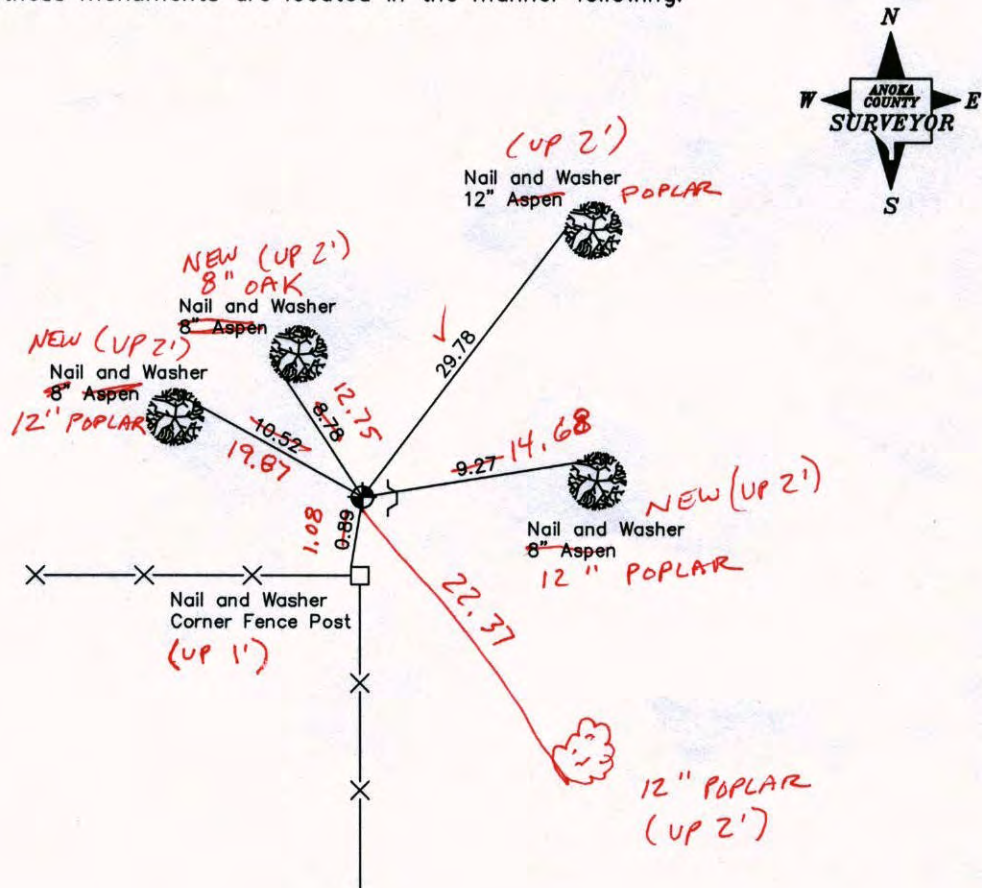 these monuments are located in the manner following:
N
W
ANOKA
COUNTY
SURVEYOR
E
S
(UP 2')
Nail and Washer
12" Aspen POPLAR
29.78
NEW (UP 2')
8" OAK
Nail and Washer
8" Aspen
8.78
12.75
NEW (UP 2')
Nail and Washer
8" Aspen
12" POPLAR
10.52
19.87
9.27
14.68
NEW (UP 2')
Nail and Washer
8" Aspen
12" POPLAR
1.08
0.89
Nail and Washer
Corner Fence Post
(UP 1')
22.37
12" POPLAR
(UP 2')